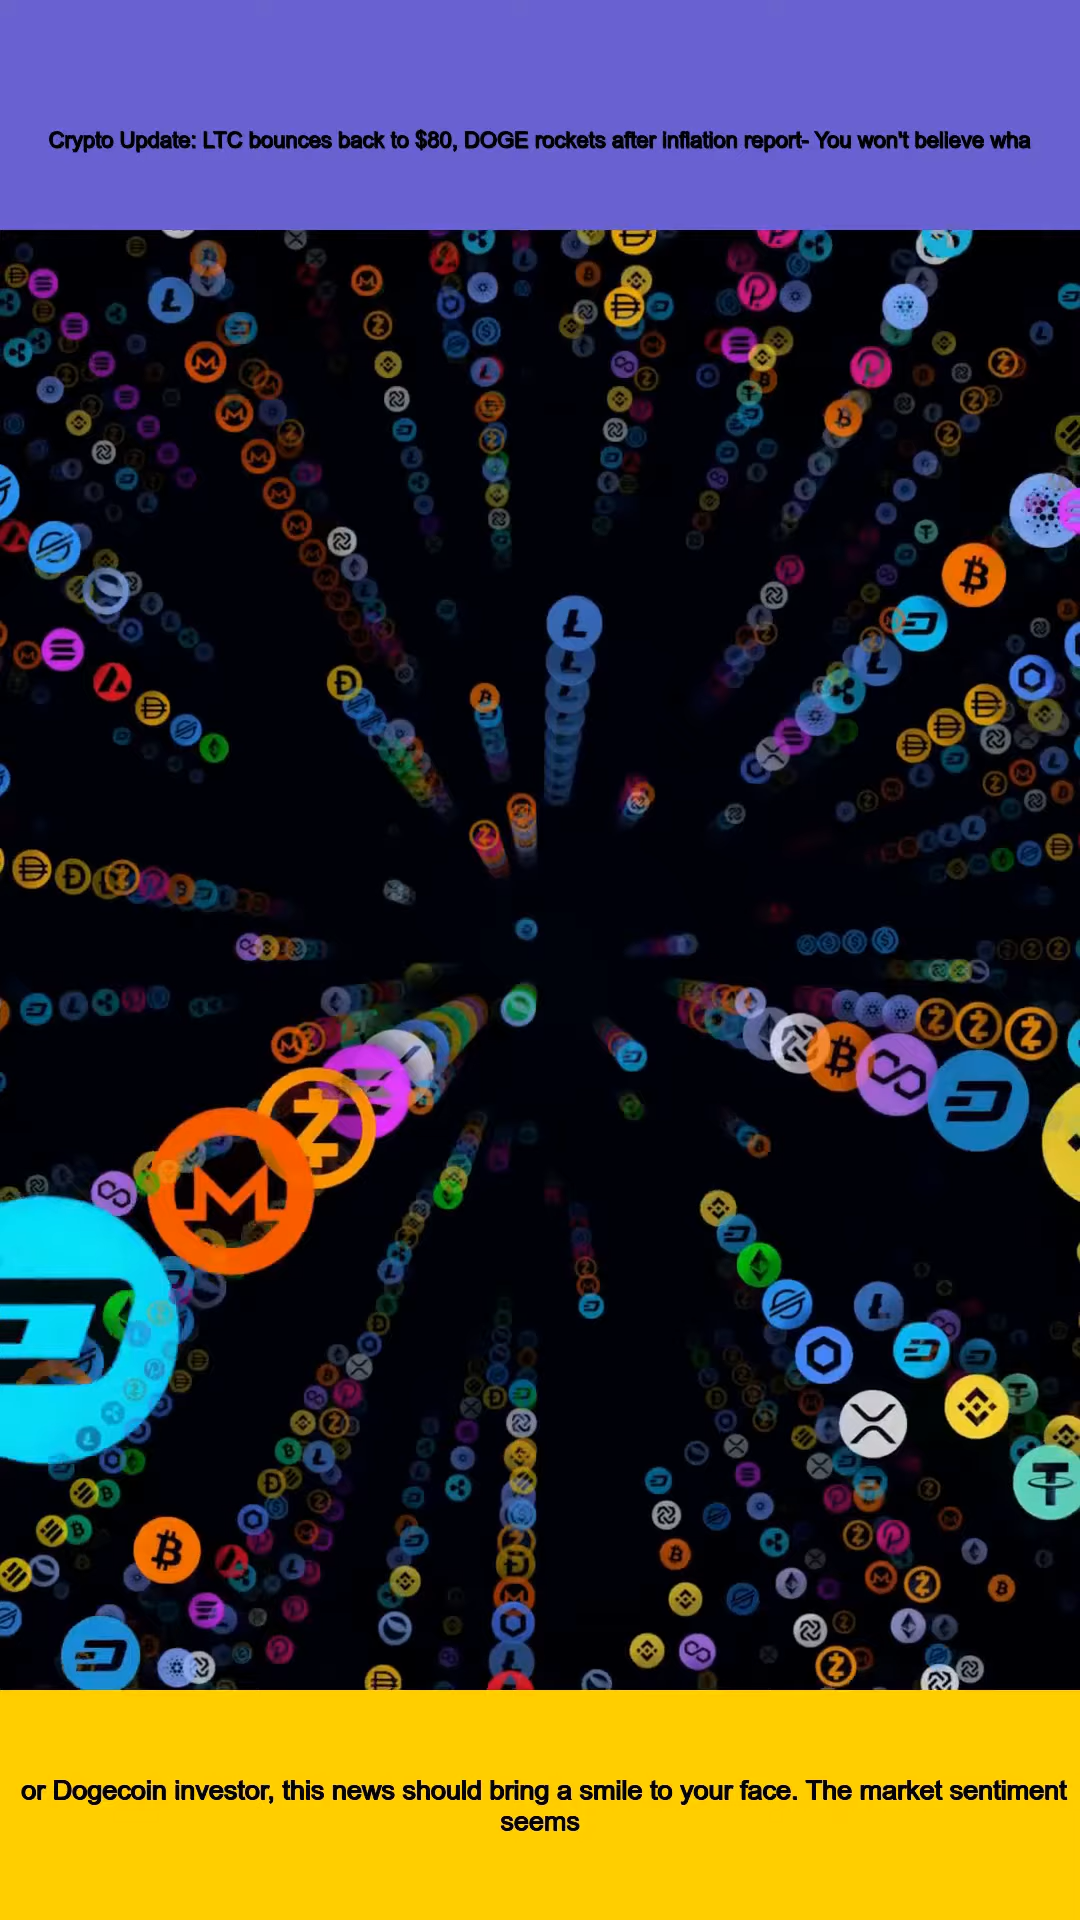 Crypto Update: LTC bounces back to $80, DOGE rockets after inflation report- You won't believe wha
or Dogecoin investor, this news should bring a smile to your face. The market sentiment
seems